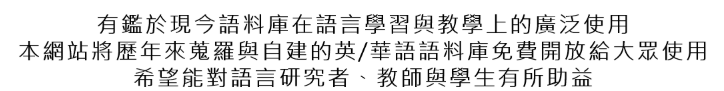 有鑑於現今語料庫在語言學習與教學上的廣泛使用
本網站將歷年來蒐羅與自建的英/華語語料庫免費開放給大眾使用
希望能對語言研究者、教師與學生有所助益